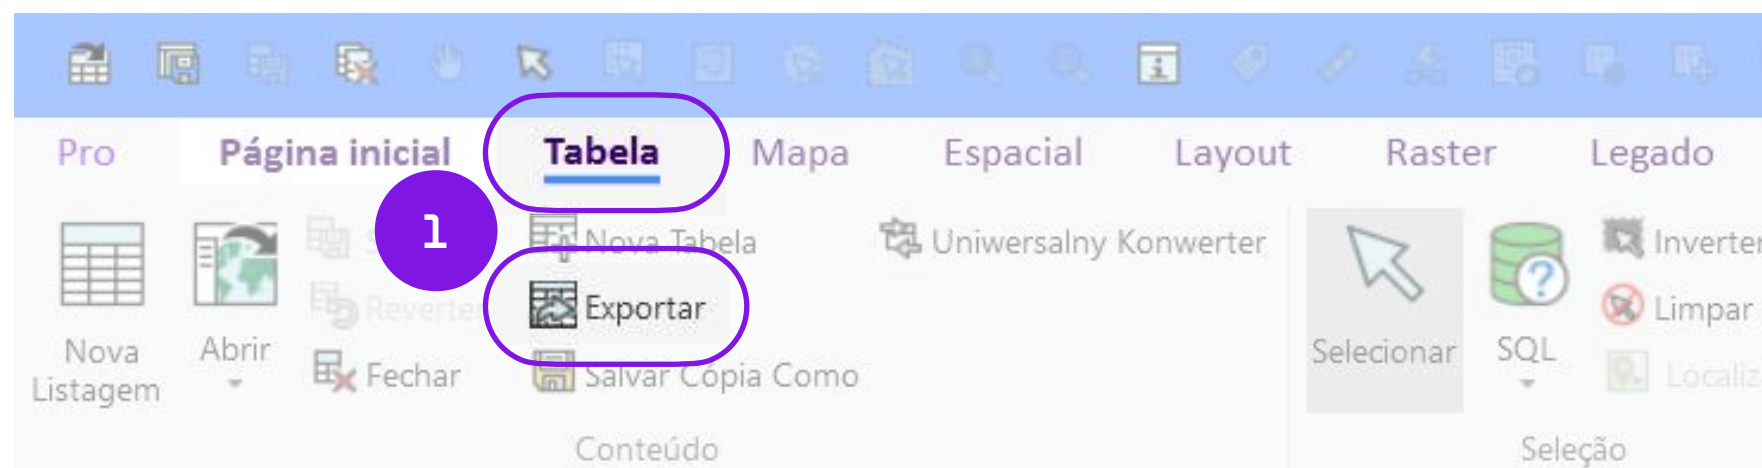 Pro Página inicial Tabela Mapa Espacial Layout Raster Legado
1
Nova Tabela Uniwersalny Konwerter Inverter
Reverter Exportar Limpar
Nova Listagem Abrir Fechar Salvar Cópia Como Selecionar SQL
Conteúdo Seleção